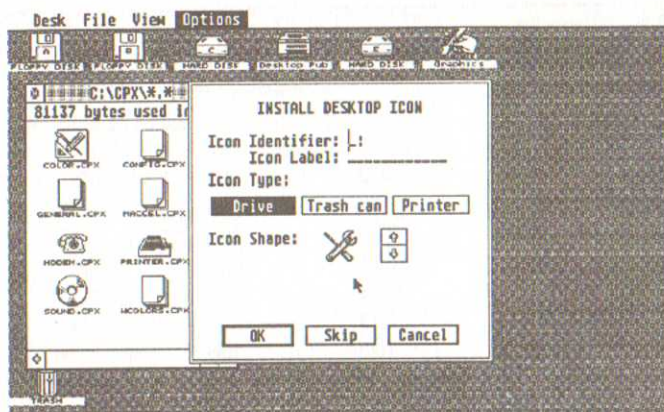 Desk File View Options
A B C E
FLOPPY DISK FLOPPY DISK HARD DISK Desktop Pub HARD DISK Graphics
C:\CPX\*.*
81137 bytes used i
COLOR.CPX CONFIG.CPX
GENERAL.CPX MACCEL.CPX
MODEM.CPX PRINTER.CPX
SOUND.CPX WCOLORS.CPX
TRASH
INSTALL DESKTOP ICON
Icon Identifier: _:
Icon Label: ____________
Icon Type:
Drive Trash can Printer
Icon Shape:
OK Skip Cancel